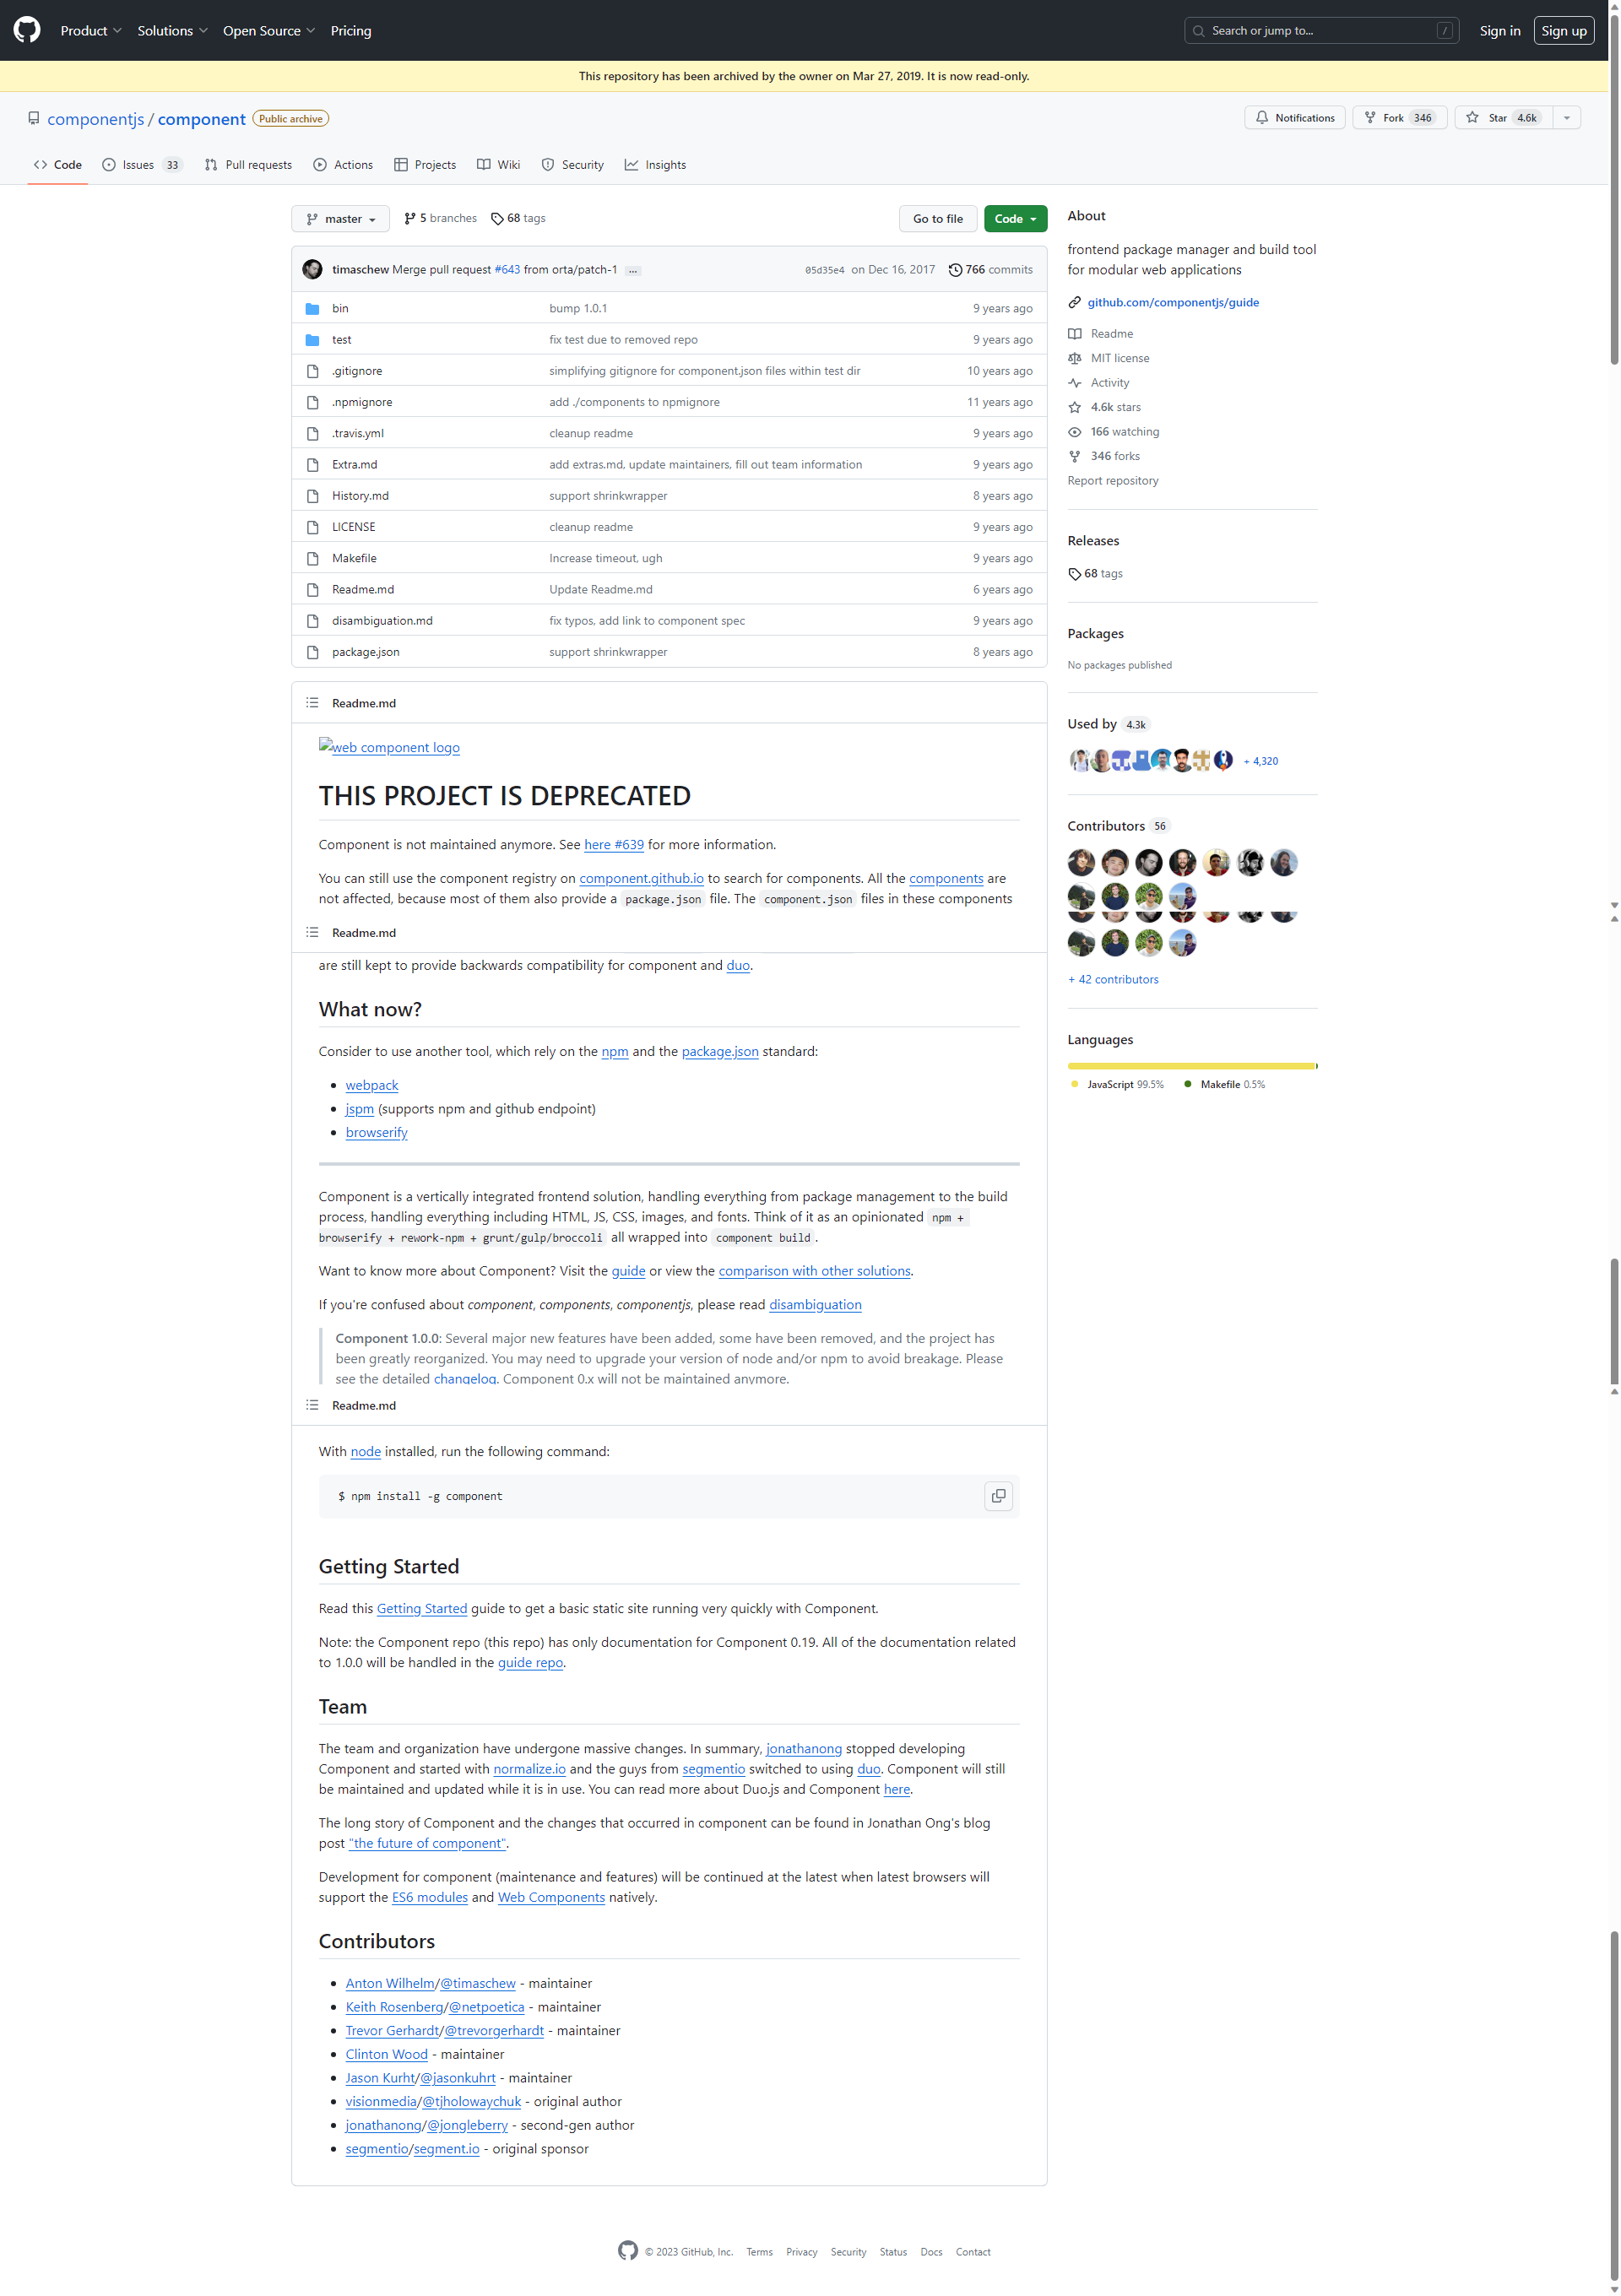 Product Solutions Open Source Pricing Search or jump to... / Sign in Sign up
This repository has been archived by the owner on Mar 27, 2019. It is now read-only.
componentjs / component Public archive Notifications Fork 346 Star 4.6k
Code Issues 33 Pull requests Actions Projects Wiki Security Insights
master 5 branches 68 tags Go to file Code
timaschew Merge pull request #643 from orta/patch-1 ... 05d35e4 on Dec 16, 2017 766 commits
bin bump 1.0.1 9 years ago
test fix test due to removed repo 9 years ago
.gitignore simplifying gitignore for component.json files within test dir 10 years ago
.npmignore add ./components to npmignore 11 years ago
.travis.yml cleanup readme 9 years ago
Extra.md add extras.md, update maintainers, fill out team information 9 years ago
History.md support shrinkwrapper 8 years ago
LICENSE cleanup readme 9 years ago
Makefile Increase timeout, ugh 9 years ago
Readme.md Update Readme.md 6 years ago
disambiguation.md fix typos, add link to component spec 9 years ago
package.json support shrinkwrapper 8 years ago
Readme.md
web component logo
THIS PROJECT IS DEPRECATED
Component is not maintained anymore. See here #639 for more information.
You can still use the component registry on component.github.io to search for components. All the components are
not affected, because most of them also provide a package.json file. The component.json files in these components
Readme.md
are still kept to provide backwards compatibility for component and duo.
What now?
Consider to use another tool, which rely on the npm and the package.json standard:
webpack
jspm (supports npm and github endpoint)
browserify
Component is a vertically integrated frontend solution, handling everything from package management to the build
process, handling everything including HTML, JS, CSS, images, and fonts. Think of it as an opinionated npm +
browserify + rework-npm + grunt/gulp/broccoli all wrapped into component build.
Want to know more about Component? Visit the guide or view the comparison with other solutions.
If you're confused about component, components, componentjs, please read disambiguation
Component 1.0.0: Several major new features have been added, some have been removed, and the project has
been greatly reorganized. You may need to upgrade your version of node and/or npm to avoid breakage. Please
see the detailed changelog. Component 0.x will not be maintained anymore.
Readme.md
With node installed, run the following command:
$ npm install -g component
Getting Started
Read this Getting Started guide to get a basic static site running very quickly with Component.
Note: the Component repo (this repo) has only documentation for Component 0.19. All of the documentation related
to 1.0.0 will be handled in the guide repo.
Team
The team and organization have undergone massive changes. In summary, jonathanong stopped developing
Component and started with normalize.io and the guys from segmentio switched to using duo. Component will still
be maintained and updated while it is in use. You can read more about Duo.js and Component here.
The long story of Component and the changes that occurred in component can be found in Jonathan Ong's blog
post "the future of component".
Development for component (maintenance and features) will be continued at the latest when latest browsers will
support the ES6 modules and Web Components natively.
Contributors
Anton Wilhelm/@timaschew - maintainer
Keith Rosenberg/@netpoetica - maintainer
Trevor Gerhardt/@trevorgerhardt - maintainer
Clinton Wood - maintainer
Jason Kurht/@jasonkuhrt - maintainer
visionmedia/@tjholowaychuk - original author
jonathanong/@jongleberry - second-gen author
segmentio/segment.io - original sponsor
About
frontend package manager and build tool
for modular web applications
github.com/componentjs/guide
Readme
MIT license
Activity
4.6k stars
166 watching
346 forks
Report repository
Releases
68 tags
Packages
No packages published
Used by 4.3k
+ 4,320
Contributors 56
+ 42 contributors
Languages
JavaScript 99.5% Makefile 0.5%
© 2023 GitHub, Inc. Terms Privacy Security Status Docs Contact